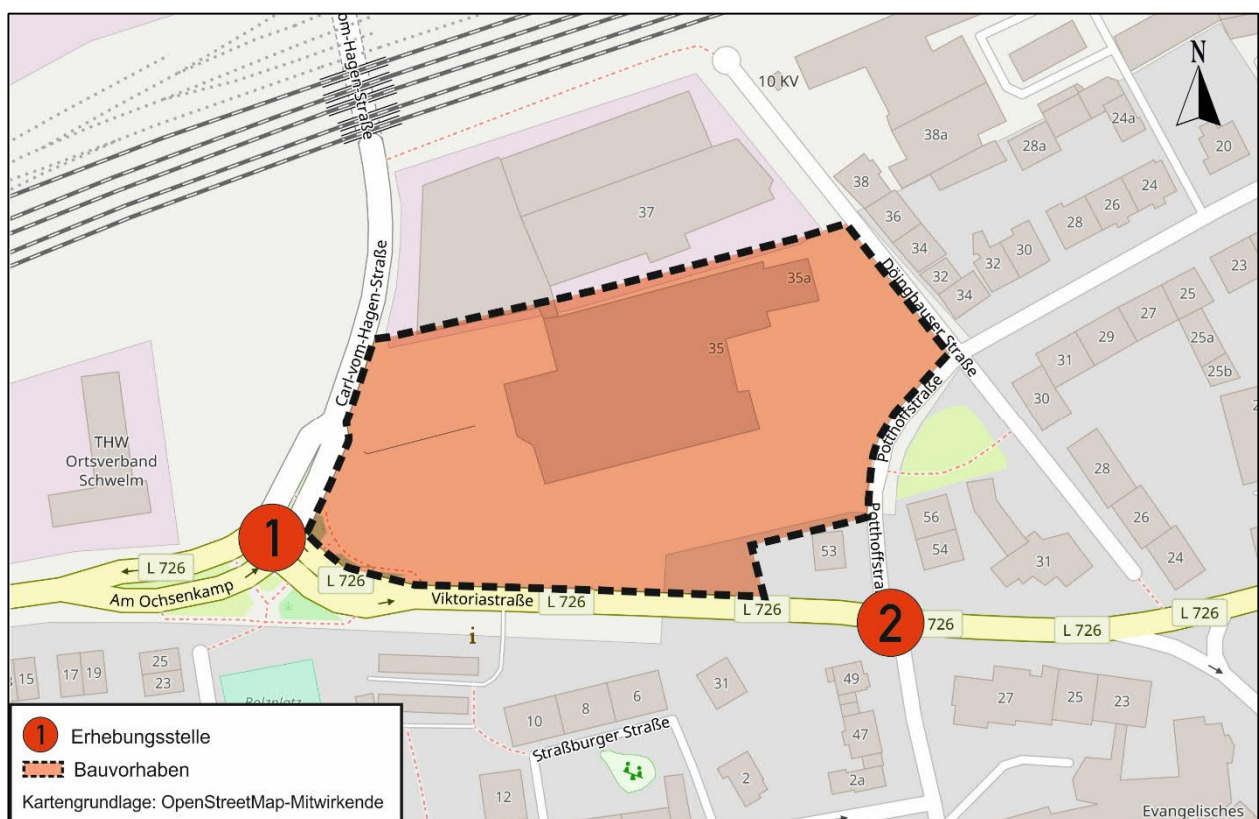 om-Hagen-Straße
10 KV
N
38a
24a
28a
20
38
24
26
28
36
37
34
30
32
32
34
Döinghauser Straße
23
25
27
29
25a
31
25b
30
35a
35
Carl-vom-Hagen-Straße
Potthoffstraße
THW
Ortsverband
Schwelm
28
26
24
56
54
53
31
Potthoffstra
1
L 726
Am Ochsenkamp
L 726
Viktoriastraße
L 726
L 726
2
726
L 726
L 726
i
15
17
19
25
23
Bolzplatz
10
8
6
31
49
47
2a
2
27
25
23
Straßburger Straße
12
Evangelisches
1 Erhebungsstelle
Bauvorhaben
Kartengrundlage: OpenStreetMap-Mitwirkende